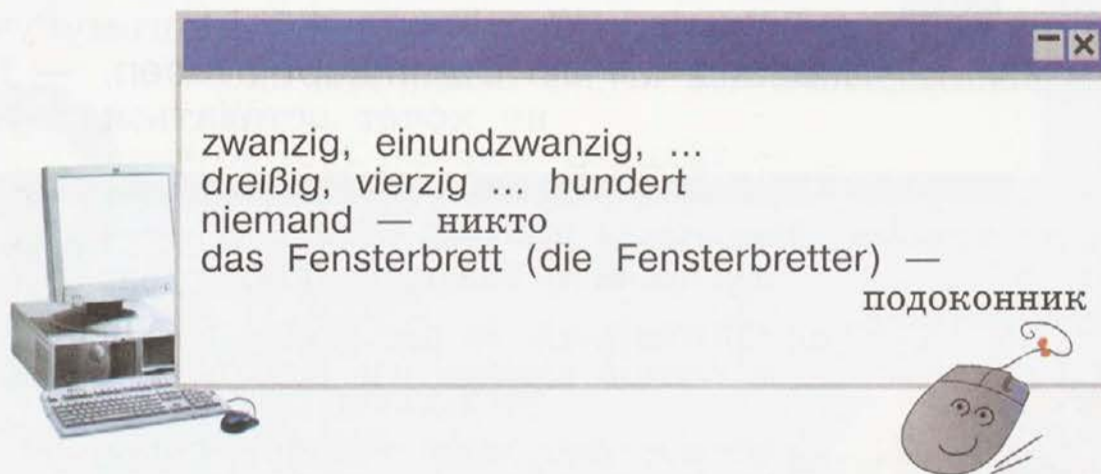 zwanzig, einundzwanzig, ...
dreißig, vierzig ... hundert
niemand — никто
das Fensterbrett (die Fensterbretter) —
подоконник